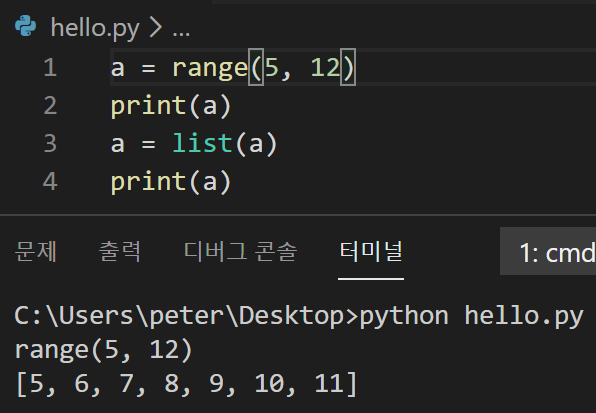 hello.py > ...
1 a = range(5, 12)
2 print(a)
3 a = list(a)
4 print(a)
문제 출력 디버그 콘솔 터미널 1: cmd
C:\Users\peter\Desktop>python hello.py
range(5, 12)
[5, 6, 7, 8, 9, 10, 11]